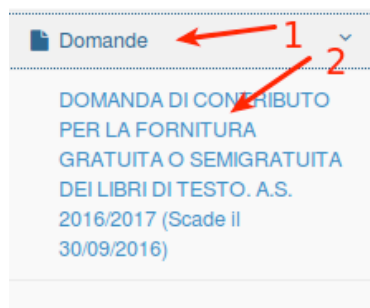 Domande 1
2
DOMANDA DI CONTRIBUTO
PER LA FORNITURA
GRATUITA O SEMIGRATUITA
DEI LIBRI DI TESTO. A.S.
2016/2017 (Scade il
30/09/2016)